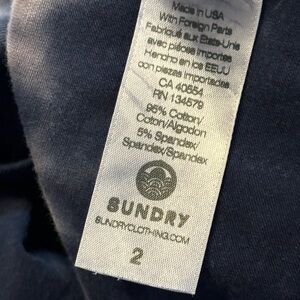 Made in USA
With Foreign Parts
Fabriqué aux États-Unis
avec pièces importées
Hecho en los EEUU
con piezas importadas
CA 40554
RN 134579
95% Cotton/
Coton/Algodon
5% Spandex/
Spandex/Spandex
SUNDRY
SUNDRYCLOTHING.COM
2